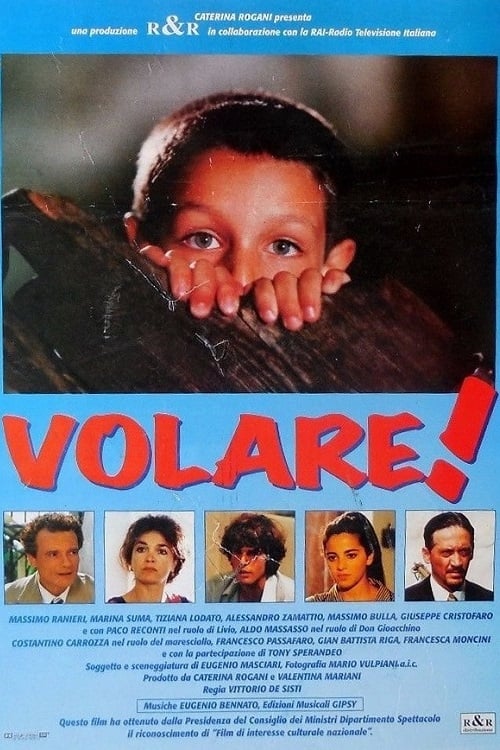 CATERINA ROGANI presenta
una produzione R&R in collaborazione con la RAI-Radio Televisione Italiana
VOLARE!
MASSIMO RANIERI, MARINA SUMA, TIZIANA LODATO, ALESSANDRO ZAMATTIO, MASSIMO BULLA, GIUSEPPE CRISTOFARO
e con PACO RECONTI nel ruolo di Livio, ALDO MASSASSO nel ruolo di Don Gioacchino
COSTANTINO CARROZZA nel ruolo del maresciallo, FRANCESCO PASSAFARO, GIAN BATTISTA RIGA, FRANCESCA MONCINI
e con la partecipazione di TONY SPERANDEO
Soggetto e sceneggiatura di EUGENIO MASCIARI, Fotografia MARIO VULPIANI a.i.c.
Prodotto da CATERINA ROGANI e VALENTINA MARIANI
Regia VITTORIO DE SISTI
Musiche EUGENIO BENNATO, Edizioni Musicali GIPSY
Questo film ha ottenuto dalla Presidenza del Consiglio dei Ministri Dipartimento Spettacolo
il riconoscimento di "Film di interesse culturale nazionale".
R&R
distribuzione